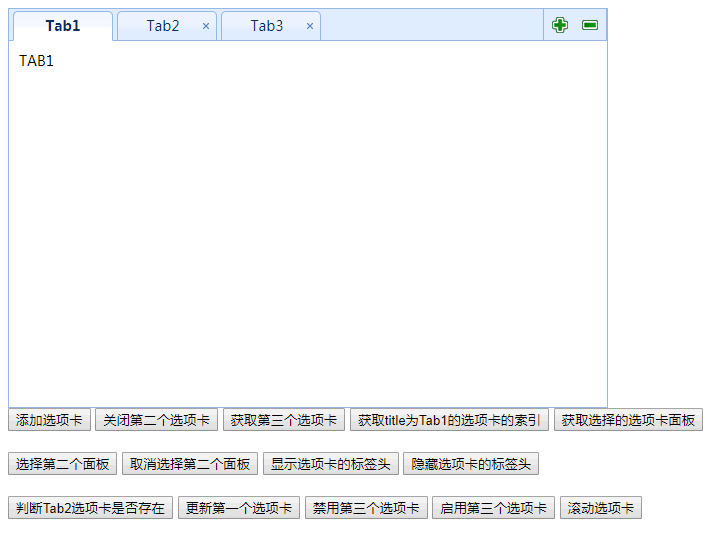 Tab1 Tab2 × Tab3 ×
TAB1
添加选项卡 关闭第二个选项卡 获取第三个选项卡 获取title为Tab1的选项卡的索引 获取选择的选项卡面板
选择第二个面板 取消选择第二个面板 显示选项卡的标签头 隐藏选项卡的标签头
判断Tab2选项卡是否存在 更新第一个选项卡 禁用第三个选项卡 启用第三个选项卡 滚动选项卡